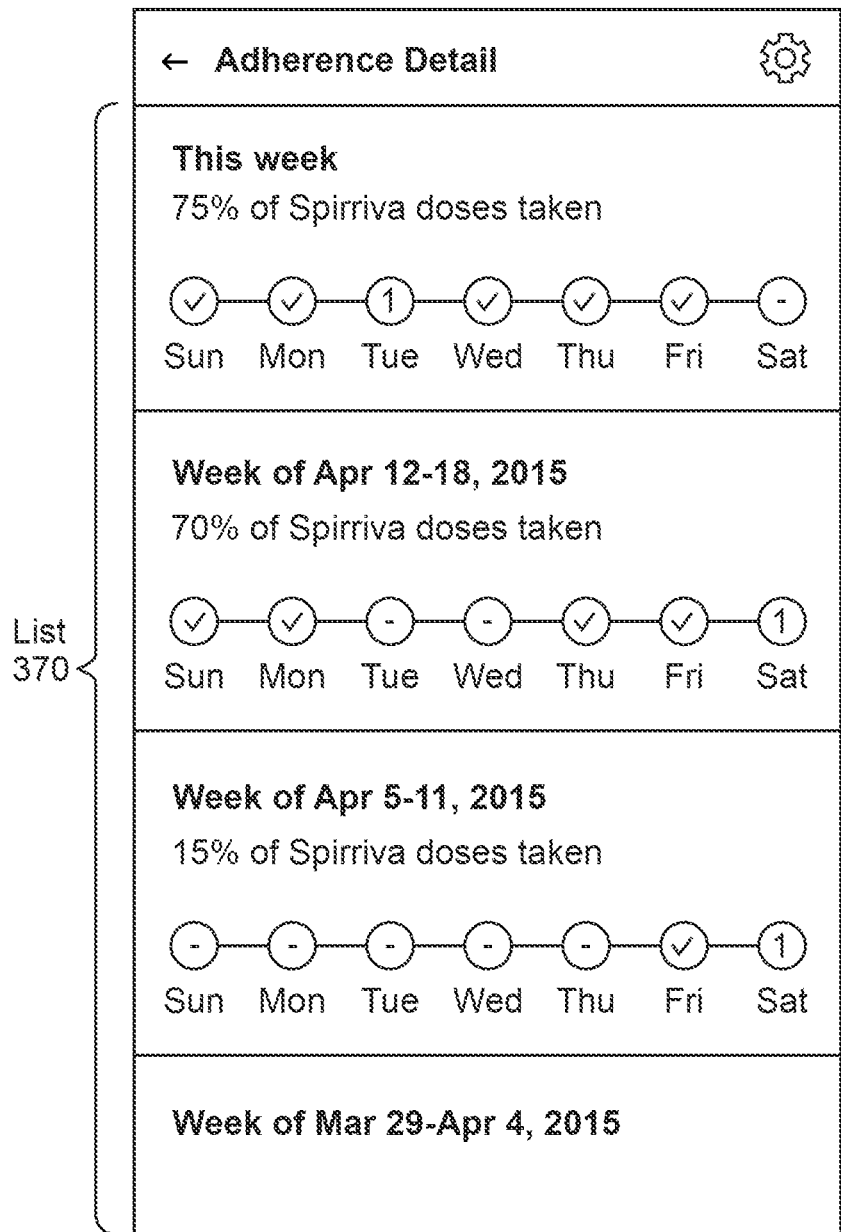 ← Adherence Detail
This week
75% of Spirriva doses taken
✓ ✓ 1 ✓ ✓ ✓ -
Sun Mon Tue Wed Thu Fri Sat
Week of Apr 12-18, 2015
70% of Spirriva doses taken
✓ ✓ - - ✓ ✓ 1
Sun Mon Tue Wed Thu Fri Sat
List
370
Week of Apr 5-11, 2015
15% of Spirriva doses taken
- - - - - ✓ 1
Sun Mon Tue Wed Thu Fri Sat
Week of Mar 29-Apr 4, 2015